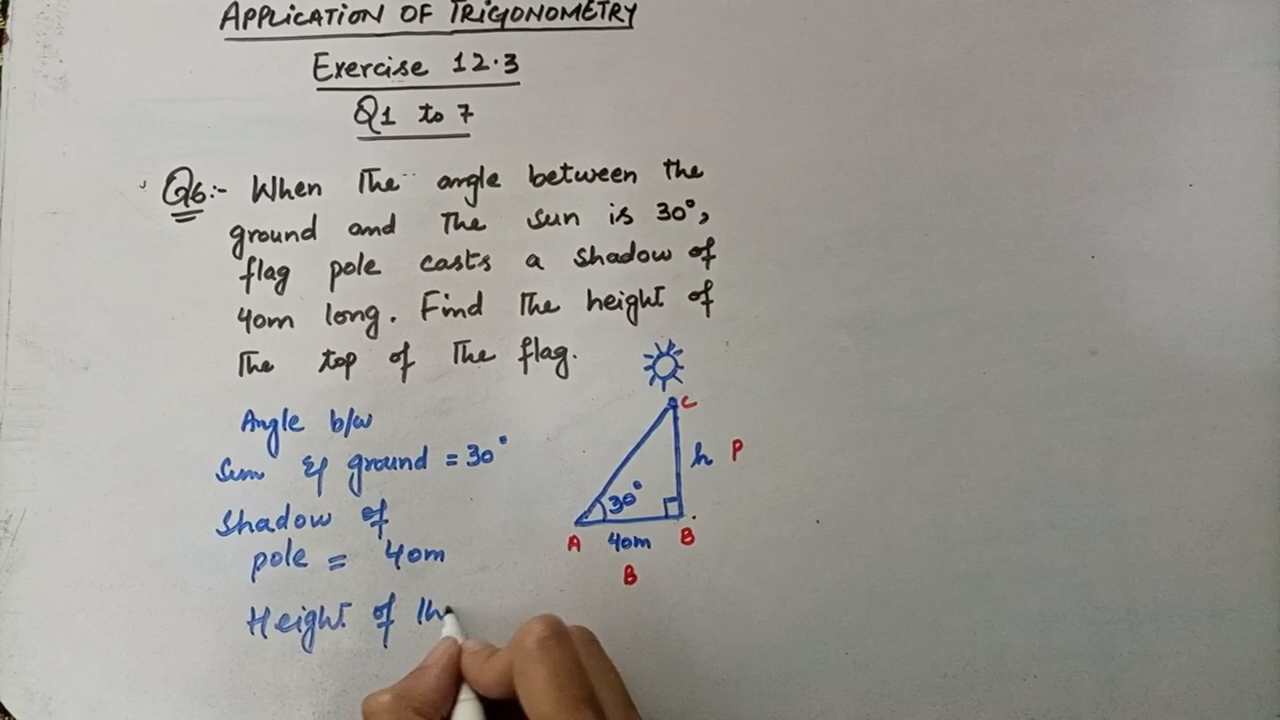 APPLICATION OF TRIGONOMETRY
Exercise 12.3
Q1 to 7
Q6:- When The angle between the
ground and The sun is 30°,
flag pole casts a shadow of
40m long. Find The height of
The top of The flag.
Angle b/w
Sun & ground = 30°
Shadow of
pole = 40m
Height of th
C
h P
30°
A 40m B
B